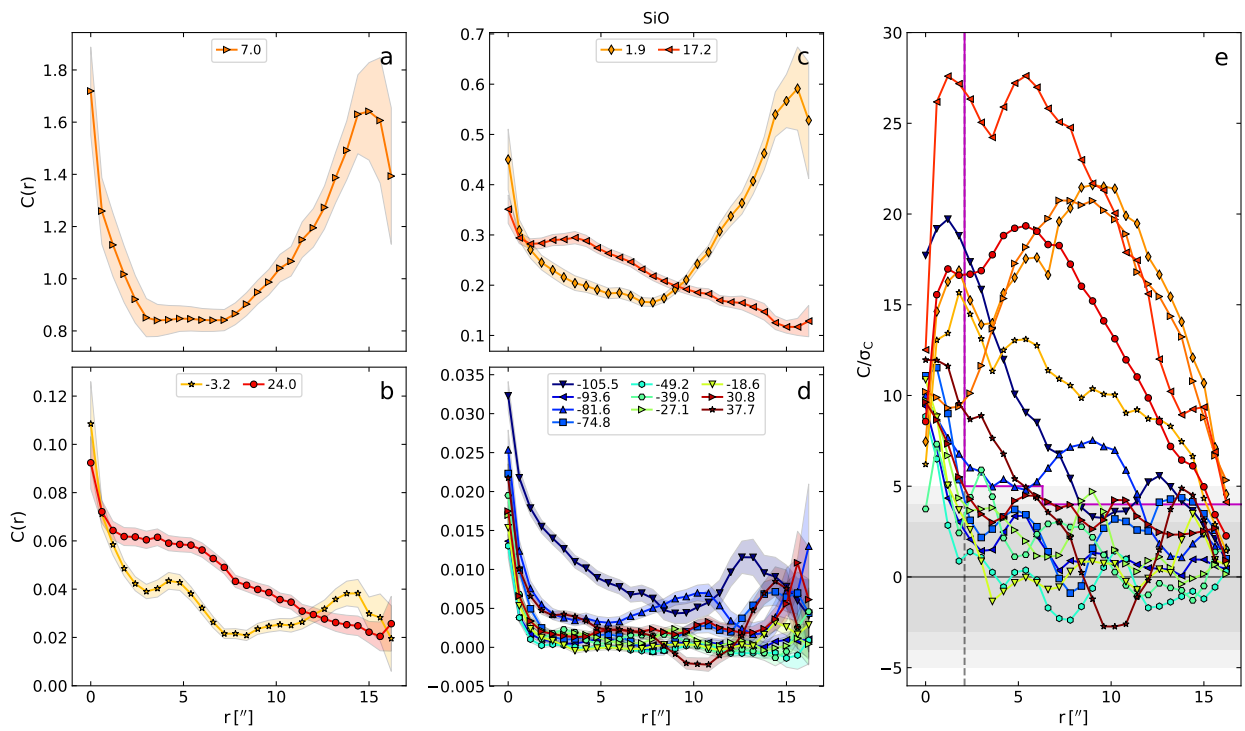 SiO
a
7.0
C(r)
1.8
1.6
1.4
1.2
1.0
0.8
c
1.9 17.2
0.7
0.6
0.5
0.4
0.3
0.2
0.1
b
-3.2 24.0
C(r)
0.12
0.10
0.08
0.06
0.04
0.02
0.00
0 5 10 15
r [′′]
d
-105.5 -49.2 -18.6
-93.6 -39.0 30.8
-81.6 -27.1 37.7
-74.8
0.035
0.030
0.025
0.020
0.015
0.010
0.005
0.000
−0.005
0 5 10 15
r [′′]
e
C/σC
30
25
20
15
10
5
0
−5
0 5 10 15
r [′′]